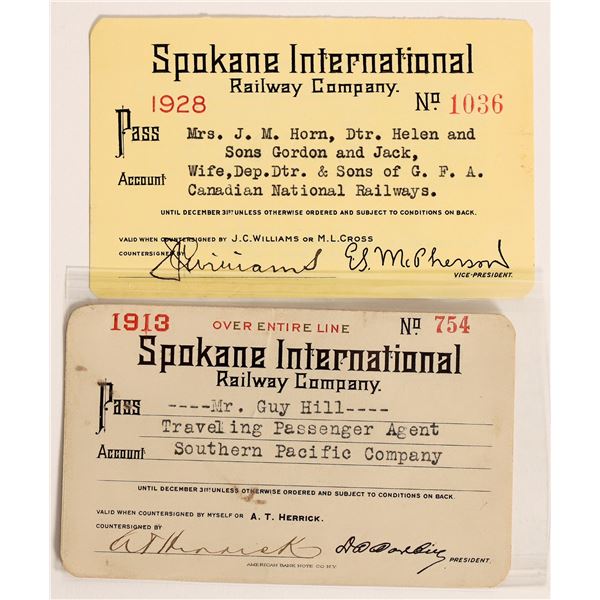 Spokane International
Railway Company.
1928 No 1036
Pass Mrs. J. M. Horn, Dtr. Helen and
Sons Gordon and Jack,
Account Wife,Dep.Dtr. & Sons of G. F. A.
Canadian National Railways.
UNTIL DECEMBER 31ST UNLESS OTHERWISE ORDERED AND SUBJECT TO CONDITIONS ON BACK.
VALID WHEN COUNTERSIGNED BY J.C. WILLIAMS OR M.L. CROSS
COUNTERSIGNED BY JCWilliams E.S. McPherson
VICE-PRESIDENT.
1913 OVER ENTIRE LINE No 754
Spokane International
Railway Company.
Pass ----Mr. Guy Hill----
Traveling Passenger Agent
Account Southern Pacific Company
UNTIL DECEMBER 31ST UNLESS OTHERWISE ORDERED AND SUBJECT TO CONDITIONS ON BACK.
VALID WHEN COUNTERSIGNED BY MYSELF OR A. T. HERRICK.
COUNTERSIGNED BY
A T Herrick PRESIDENT.
AMERICAN BANK NOTE CO. N.Y.